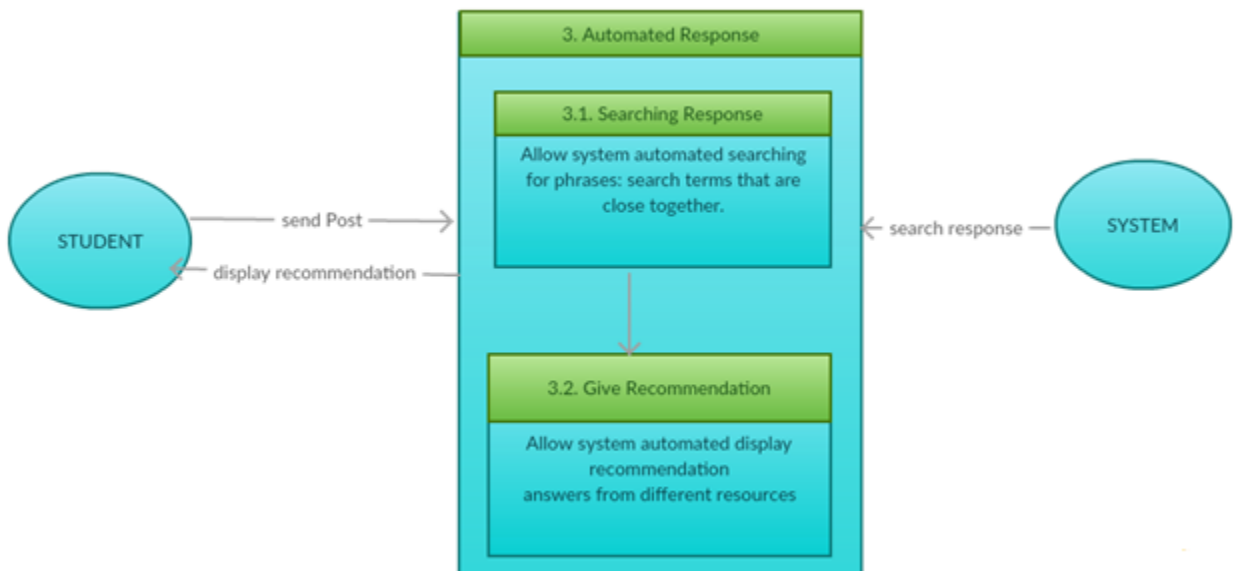 3. Automated Response
3.1. Searching Response
Allow system automated searching
for phrases: search terms that are
close together.
STUDENT
send Post
display recommendation
search response
SYSTEM
3.2. Give Recommendation
Allow system automated display
recommendation
answers from different resources